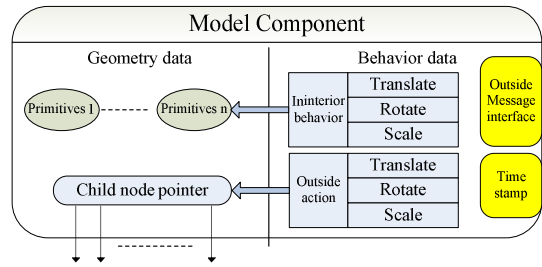 Model Component
Geometry data
Behavior data
Primitives 1
Primitives n
Ininterior
behavior
Translate
Rotate
Scale
Outside
Message
interface
Child node pointer
Outside
action
Translate
Rotate
Scale
Time
stamp